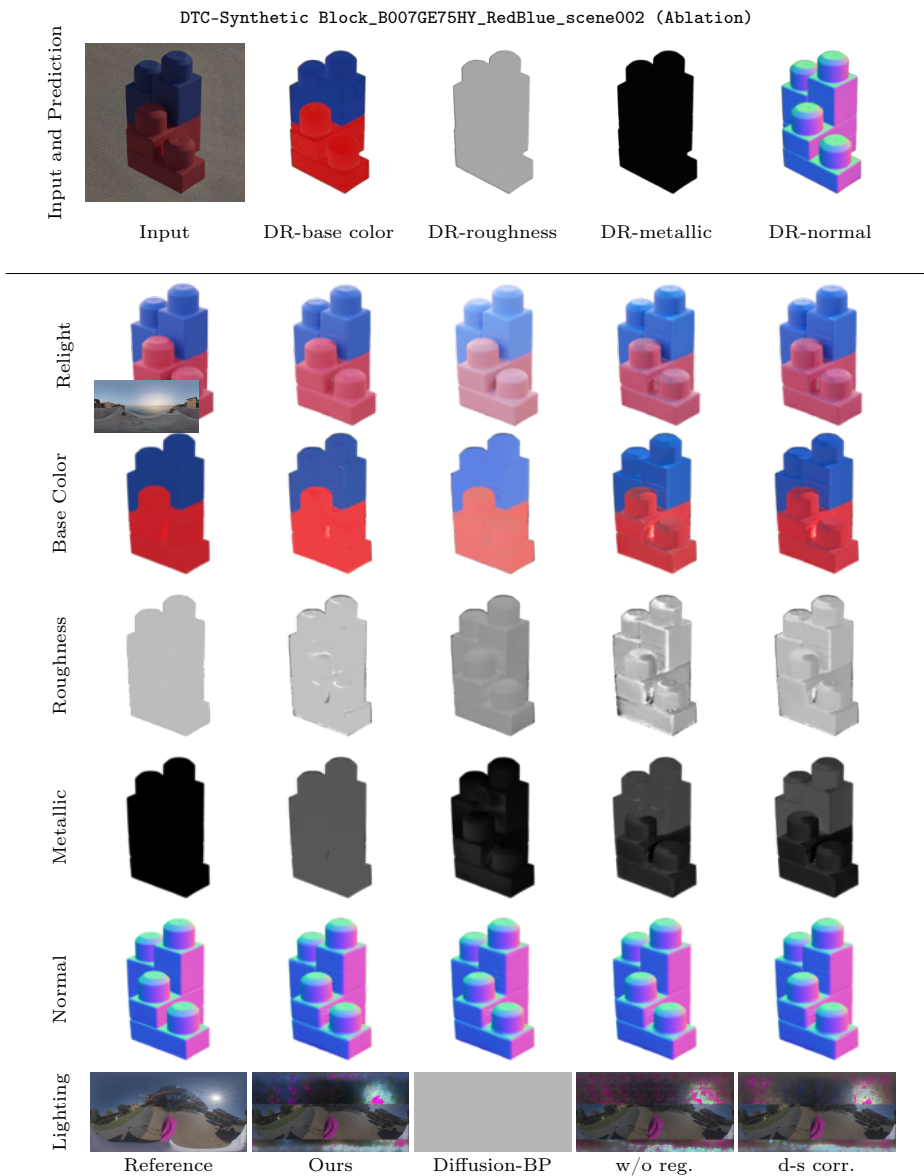 DTC-Synthetic Block_B007GE75HY_RedBlue_scene002 (Ablation)
Input and Prediction
Input DR-base color DR-roughness DR-metallic DR-normal
Relight
Base Color
Roughness
Metallic
Normal
Lighting
Reference Ours Diffusion-BP w/o reg. d-s corr.